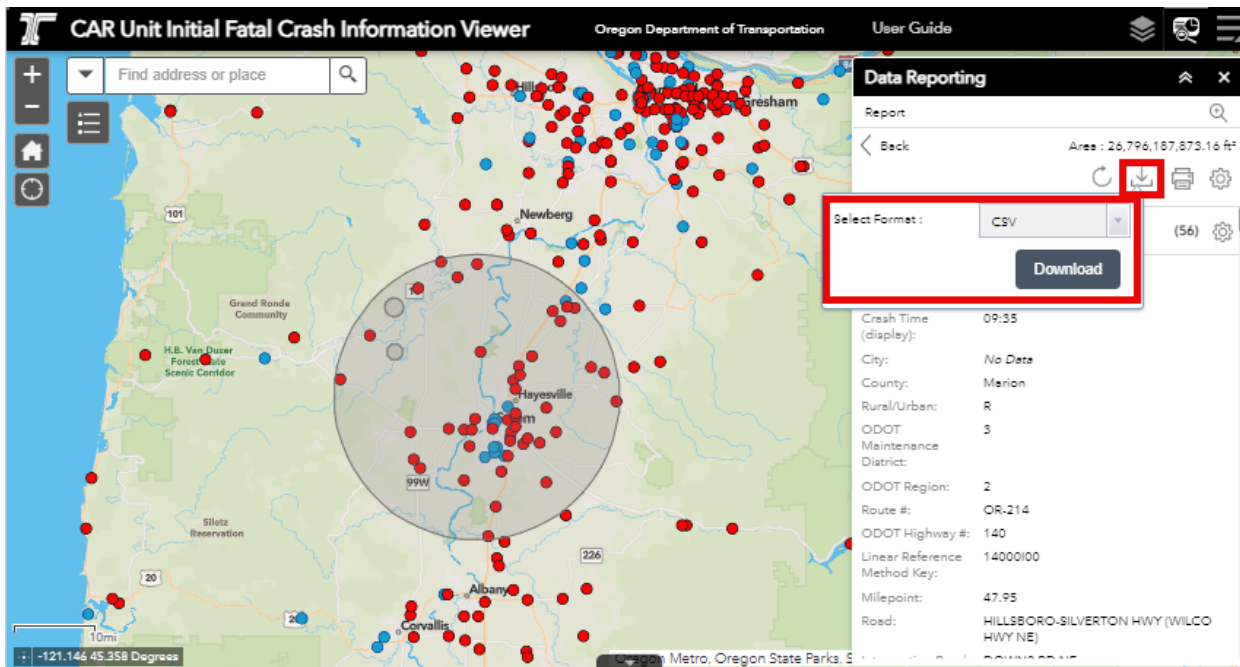 CAR Unit Initial Fatal Crash Information Viewer
Oregon Department of Transportation
User Guide
Find address or place
Data Reporting
Report
Back
Area : 26,796,187,873.16 ft²
Select Format :
CSV
(56)
Download
Crash Time
(display):
09:35
City:
No Data
County:
Marion
Rural/Urban:
R
ODOT
Maintenance
District:
3
ODOT Region:
2
Route #:
OR-214
ODOT Highway #:
140
Linear Reference
Method Key:
14000I00
Milepoint:
47.95
Road:
HILLSBORO-SILVERTON HWY (WILCO
HWY NE)
Gresham
101
Newberg
Grand Ronde
Community
H.B. Van Duzer
Forest State
Scenic Corridor
Hayesville
99W
Siletz
Reservation
226
20
Albany
Corvallis
10mi
-121.146 45.358 Degrees
Oregon Metro, Oregon State Parks, S